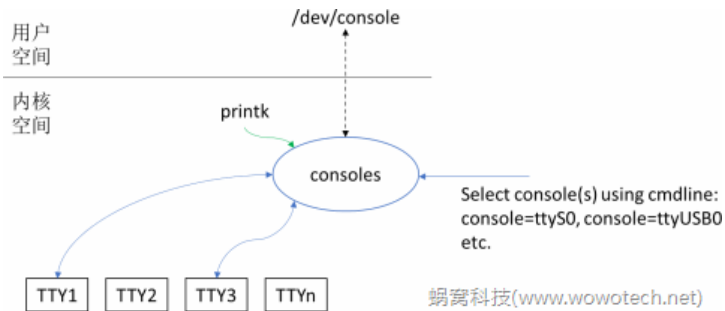 /dev/console
用户
空间
内核
空间
printk
consoles
Select console(s) using cmdline:
console=ttyS0, console=ttyUSB0
etc.
TTY1
TTY2
TTY3
TTYn
蜗窝科技(www.wowotech.net)